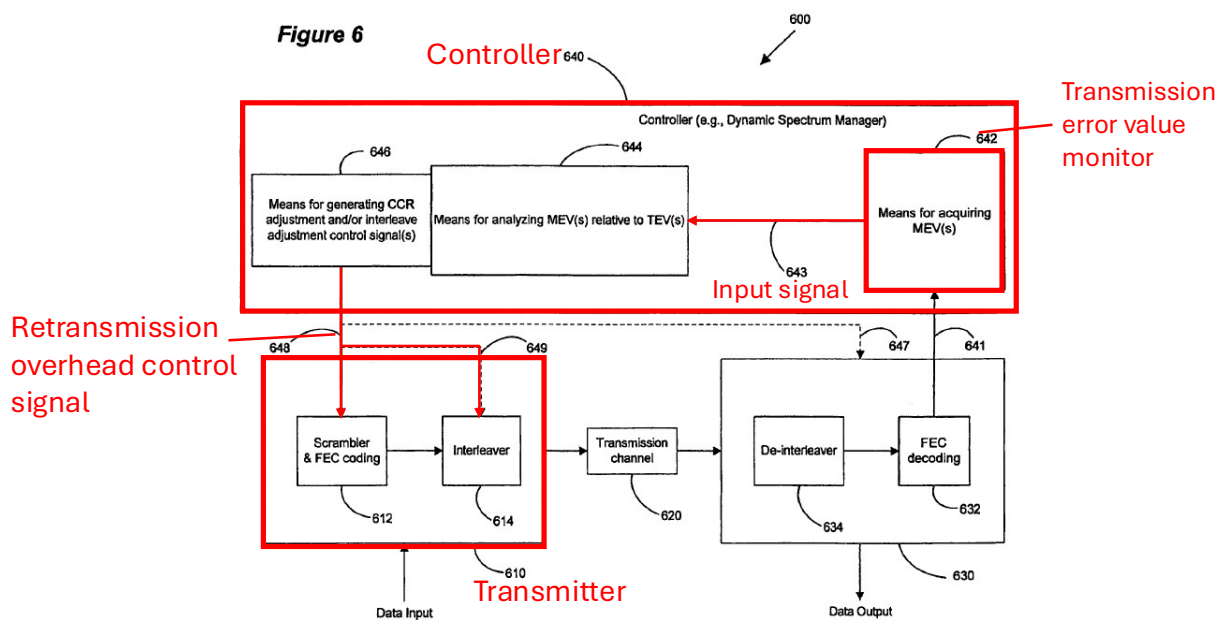 Figure 6
600
Controller 640
Controller (e.g., Dynamic Spectrum Manager)
Transmission
error value
monitor
642
646
644
Means for generating CCR
adjustment and/or interleave
adjustment control signal(s)
Means for analyzing MEV(s) relative to TEV(s)
Means for acquiring
MEV(s)
643
Input signal
Retransmission
overhead control
signal
648
649
647
641
Scrambler
& FEC coding
Interleaver
Transmission
channel
De-interleaver
FEC
decoding
612
614
620
634
632
610
630
Transmitter
Data Input
Data Output